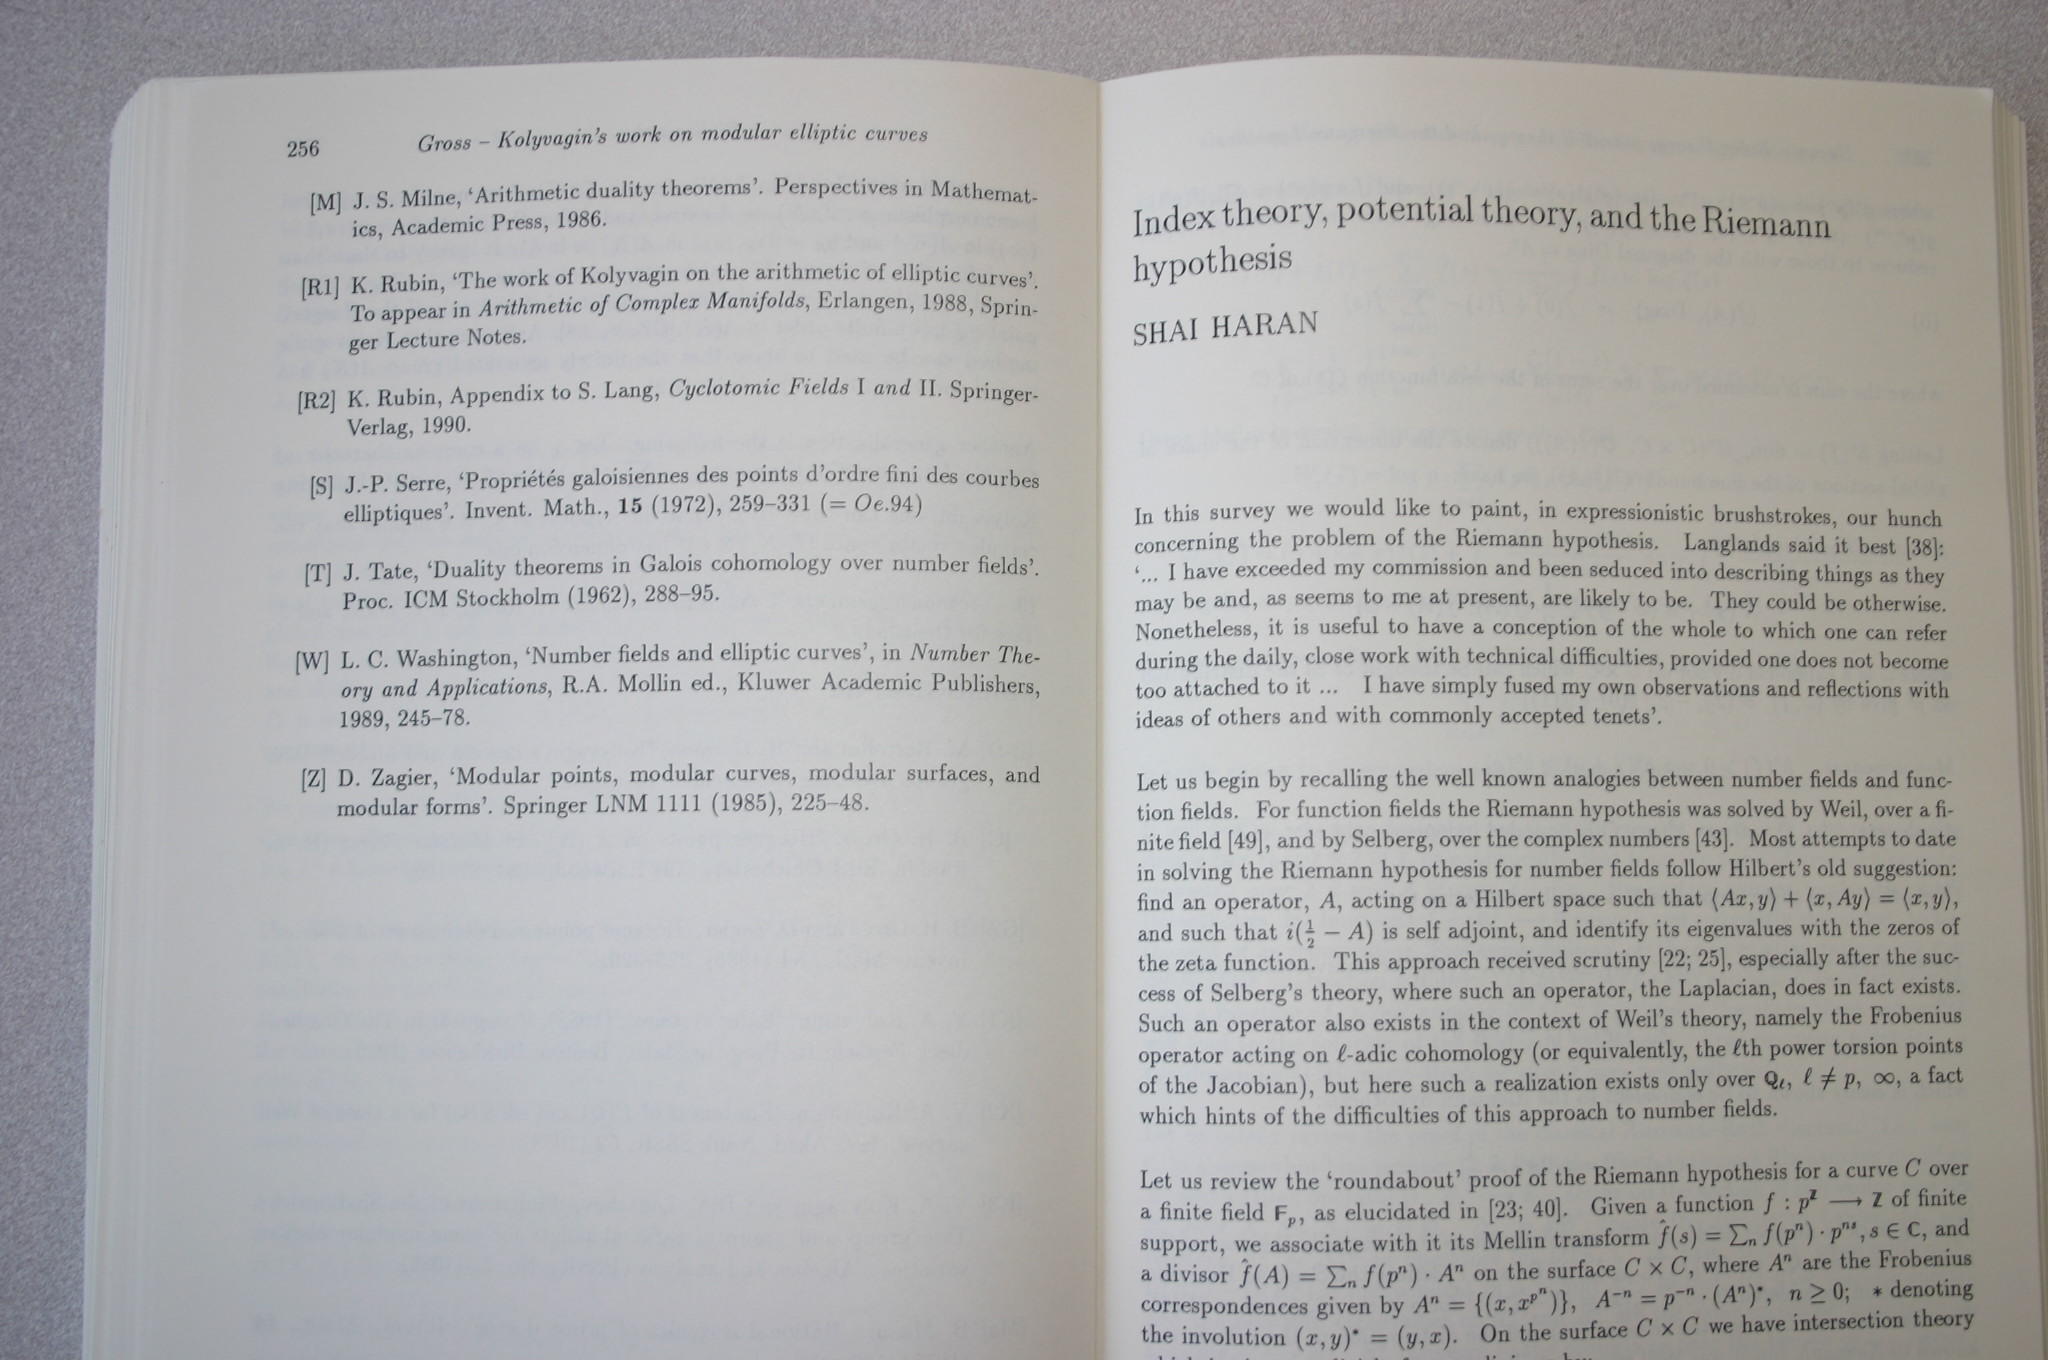 256
Gross – Kolyvagin's work on modular elliptic curves
[M] J. S. Milne, ‘Arithmetic duality theorems’. Perspectives in Mathemat-
ics, Academic Press, 1986.
[R1] K. Rubin, ‘The work of Kolyvagin on the arithmetic of elliptic curves’.
To appear in Arithmetic of Complex Manifolds, Erlangen, 1988, Sprin-
ger Lecture Notes.
[R2] K. Rubin, Appendix to S. Lang, Cyclotomic Fields I and II. Springer-
Verlag, 1990.
[S] J.-P. Serre, ‘Propriétés galoisiennes des points d'ordre fini des courbes
elliptiques’. Invent. Math., 15 (1972), 259–331 (= Oe.94)
[T] J. Tate, ‘Duality theorems in Galois cohomology over number fields’.
Proc. ICM Stockholm (1962), 288–95.
[W] L. C. Washington, ‘Number fields and elliptic curves’, in Number The-
ory and Applications, R.A. Mollin ed., Kluwer Academic Publishers,
1989, 245–78.
[Z] D. Zagier, ‘Modular points, modular curves, modular surfaces, and
modular forms’. Springer LNM 1111 (1985), 225–48.
Index theory, potential theory, and the Riemann
hypothesis
SHAI HARAN
In this survey we would like to paint, in expressionistic brushstrokes, our hunch
concerning the problem of the Riemann hypothesis. Langlands said it best [38]:
‘... I have exceeded my commission and been seduced into describing things as they
may be and, as seems to me at present, are likely to be. They could be otherwise.
Nonetheless, it is useful to have a conception of the whole to which one can refer
during the daily, close work with technical difficulties, provided one does not become
too attached to it ... I have simply fused my own observations and reflections with
ideas of others and with commonly accepted tenets’.
Let us begin by recalling the well known analogies between number fields and func-
tion fields. For function fields the Riemann hypothesis was solved by Weil, over a fi-
nite field [49], and by Selberg, over the complex numbers [43]. Most attempts to date
in solving the Riemann hypothesis for number fields follow Hilbert's old suggestion:
find an operator, A, acting on a Hilbert space such that ⟨Ax, y⟩ + ⟨x, Ay⟩ = ⟨x, y⟩,
and such that i(½ − A) is self adjoint, and identify its eigenvalues with the zeros of
the zeta function. This approach received scrutiny [22; 25], especially after the suc-
cess of Selberg's theory, where such an operator, the Laplacian, does in fact exists.
Such an operator also exists in the context of Weil's theory, namely the Frobenius
operator acting on ℓ-adic cohomology (or equivalently, the ℓth power torsion points
of the Jacobian), but here such a realization exists only over ℚ_ℓ, ℓ ≠ p, ∞, a fact
which hints of the difficulties of this approach to number fields.
Let us review the ‘roundabout’ proof of the Riemann hypothesis for a curve C over
a finite field 𝔽_p, as elucidated in [23; 40]. Given a function f : p^ℤ ⟶ ℤ of finite
support, we associate with it its Mellin transform f̂(s) = ∑_n f(p^n) · p^{ns}, s ∈ ℂ, and
a divisor f̂(A) = ∑_n f(p^n) · A^n on the surface C × C, where A^n are the Frobenius
correspondences given by A^n = {(x, x^{p^n})}, A^{−n} = p^{−n} · (A^n)*, n ≥ 0; * denoting
the involution (x, y)* = (y, x). On the surface C × C we have intersection theory